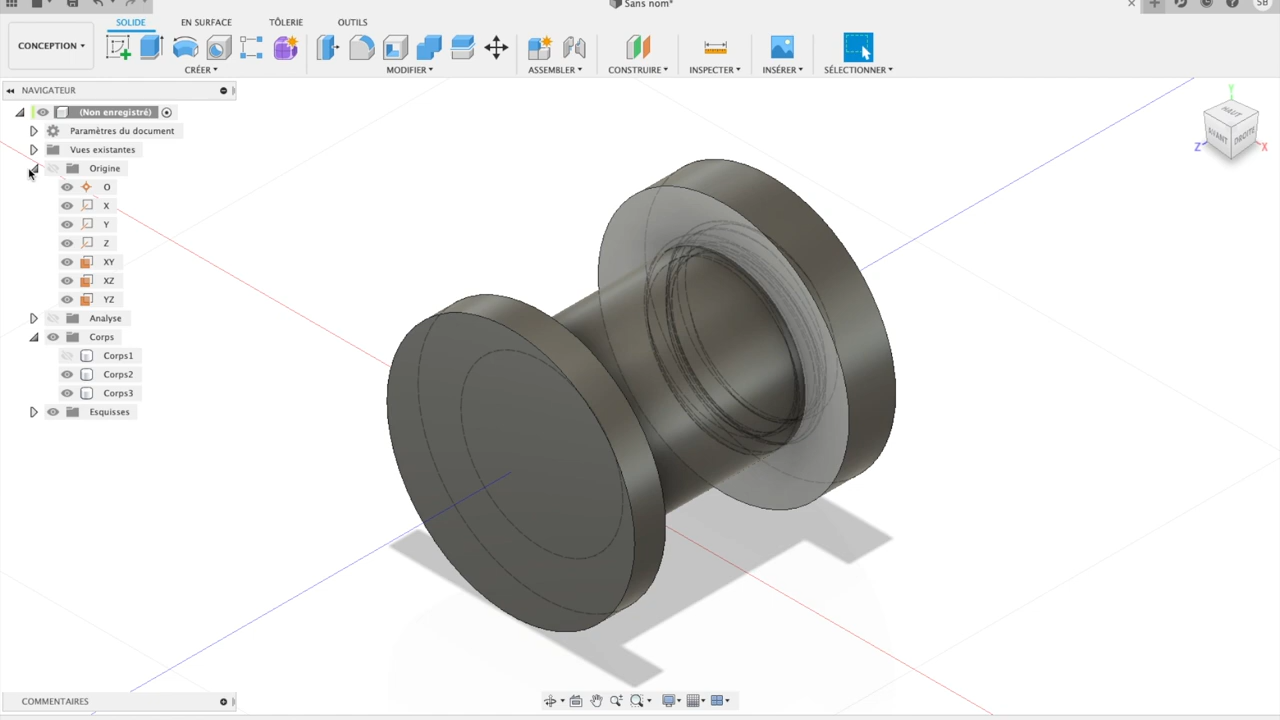 Sans nom*
SB
SOLIDE
EN SURFACE
TÔLERIE
OUTILS
CONCEPTION
CRÉER
MODIFIER
ASSEMBLER
CONSTRUIRE
INSPECTER
INSÉRER
SÉLECTIONNER
NAVIGATEUR
(Non enregistré)
Paramètres du document
Vues existantes
Origine
O
X
Y
Z
XY
XZ
YZ
Analyse
Corps
Corps1
Corps2
Corps3
Esquisses
Y
HAUT
AVANT
DROITE
Z
X
COMMENTAIRES